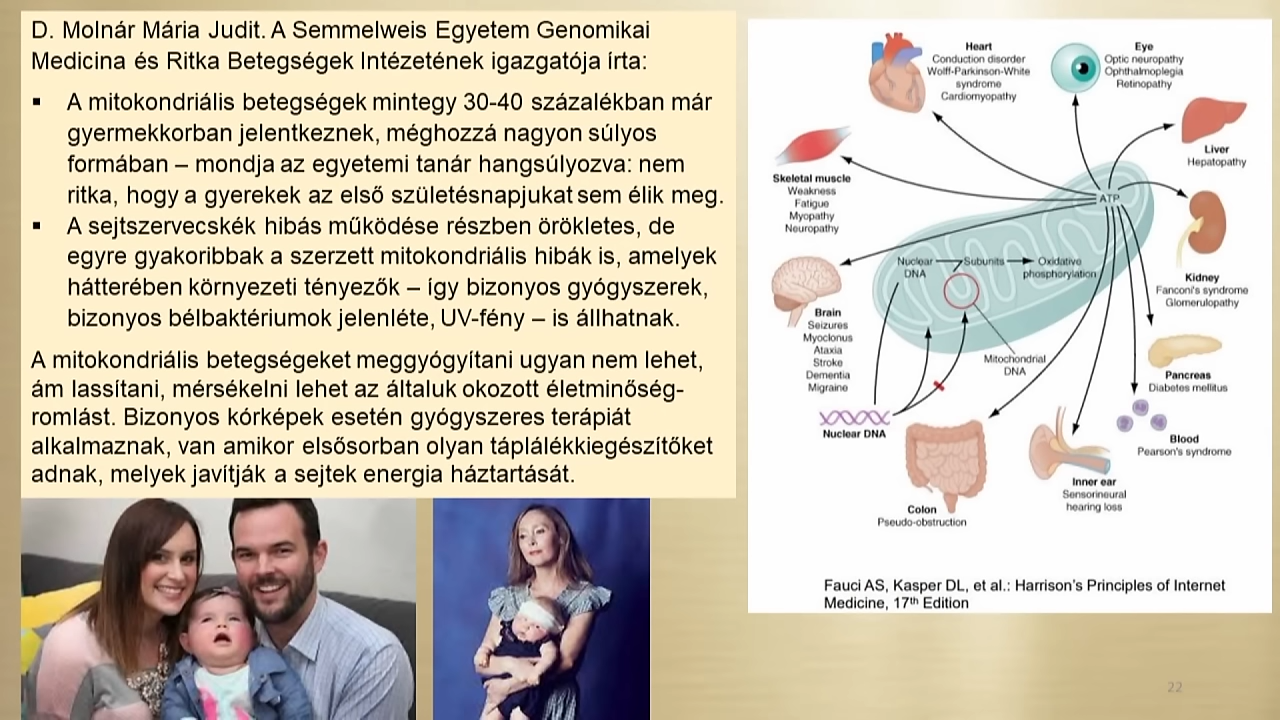 D. Molnár Mária Judit. A Semmelweis Egyetem Genomikai
Medicina és Ritka Betegségek Intézetének igazgatója írta:
▪ A mitokondriális betegségek mintegy 30-40 százalékban már
gyermekkorban jelentkeznek, méghozzá nagyon súlyos
formában – mondja az egyetemi tanár hangsúlyozva: nem
ritka, hogy a gyerekek az első születésnapjukat sem élik meg.
▪ A sejtszervecskék hibás működése részben örökletes, de
egyre gyakoribbak a szerzett mitokondriális hibák is, amelyek
hátterében környezeti tényezők – így bizonyos gyógyszerek,
bizonyos bélbaktériumok jelenléte, UV-fény – is állhatnak.
A mitokondriális betegségeket meggyógyítani ugyan nem lehet,
ám lassítani, mérsékelni lehet az általuk okozott életminőség-
romlást. Bizonyos kórképek esetén gyógyszeres terápiát
alkalmaznak, van amikor elsősorban olyan táplálékkiegészítőket
adnak, melyek javítják a sejtek energia háztartását.
Heart
Conduction disorder
Wolff-Parkinson-White
syndrome
Cardiomyopathy
Eye
Optic neuropathy
Ophthalmoplegia
Retinopathy
Liver
Hepatopathy
Skeletal muscle
Weakness
Fatigue
Myopathy
Neuropathy
ATP
Nuclear
DNA
Subunits
Oxidative
phosphorylation
Kidney
Fanconi's syndrome
Glomerulopathy
Brain
Seizures
Myoclonus
Ataxia
Stroke
Dementia
Migraine
Mitochondrial
DNA
Pancreas
Diabetes mellitus
Nuclear DNA
Blood
Pearson's syndrome
Inner ear
Sensorineural
hearing loss
Colon
Pseudo-obstruction
Fauci AS, Kasper DL, et al.: Harrison's Principles of Internet
Medicine, 17th Edition
22